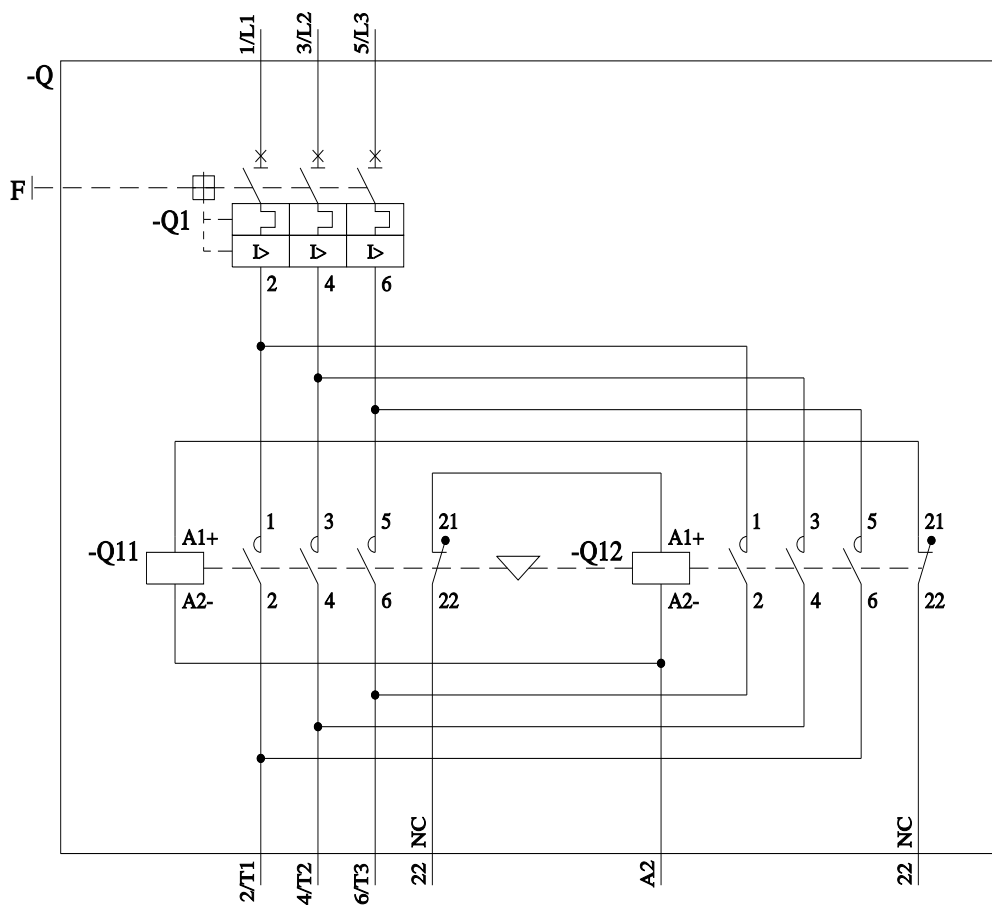 1/L1 3/L2 5/L3
-Q
F
-Q1
I> I> I>
2 4 6
1 3 5 21 1 3 5 21
-Q11 A1+ -Q12 A1+
A2- 2 4 6 22 A2- 2 4 6 22
NC NC
2/T1 4/T2 6/T3 22 A2 22